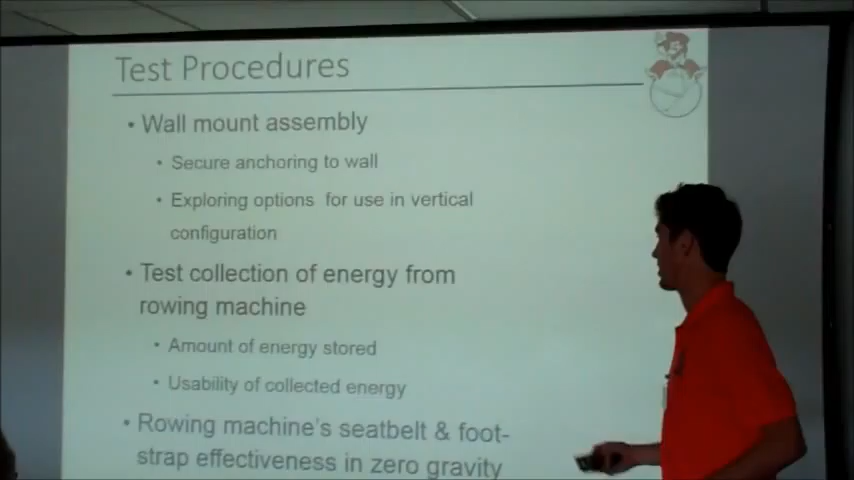 Test Procedures
• Wall mount assembly
• Secure anchoring to wall
• Exploring options for use in vertical
configuration
• Test collection of energy from
rowing machine
• Amount of energy stored
• Usability of collected energy
• Rowing machine's seatbelt & foot-
strap effectiveness in zero gravity